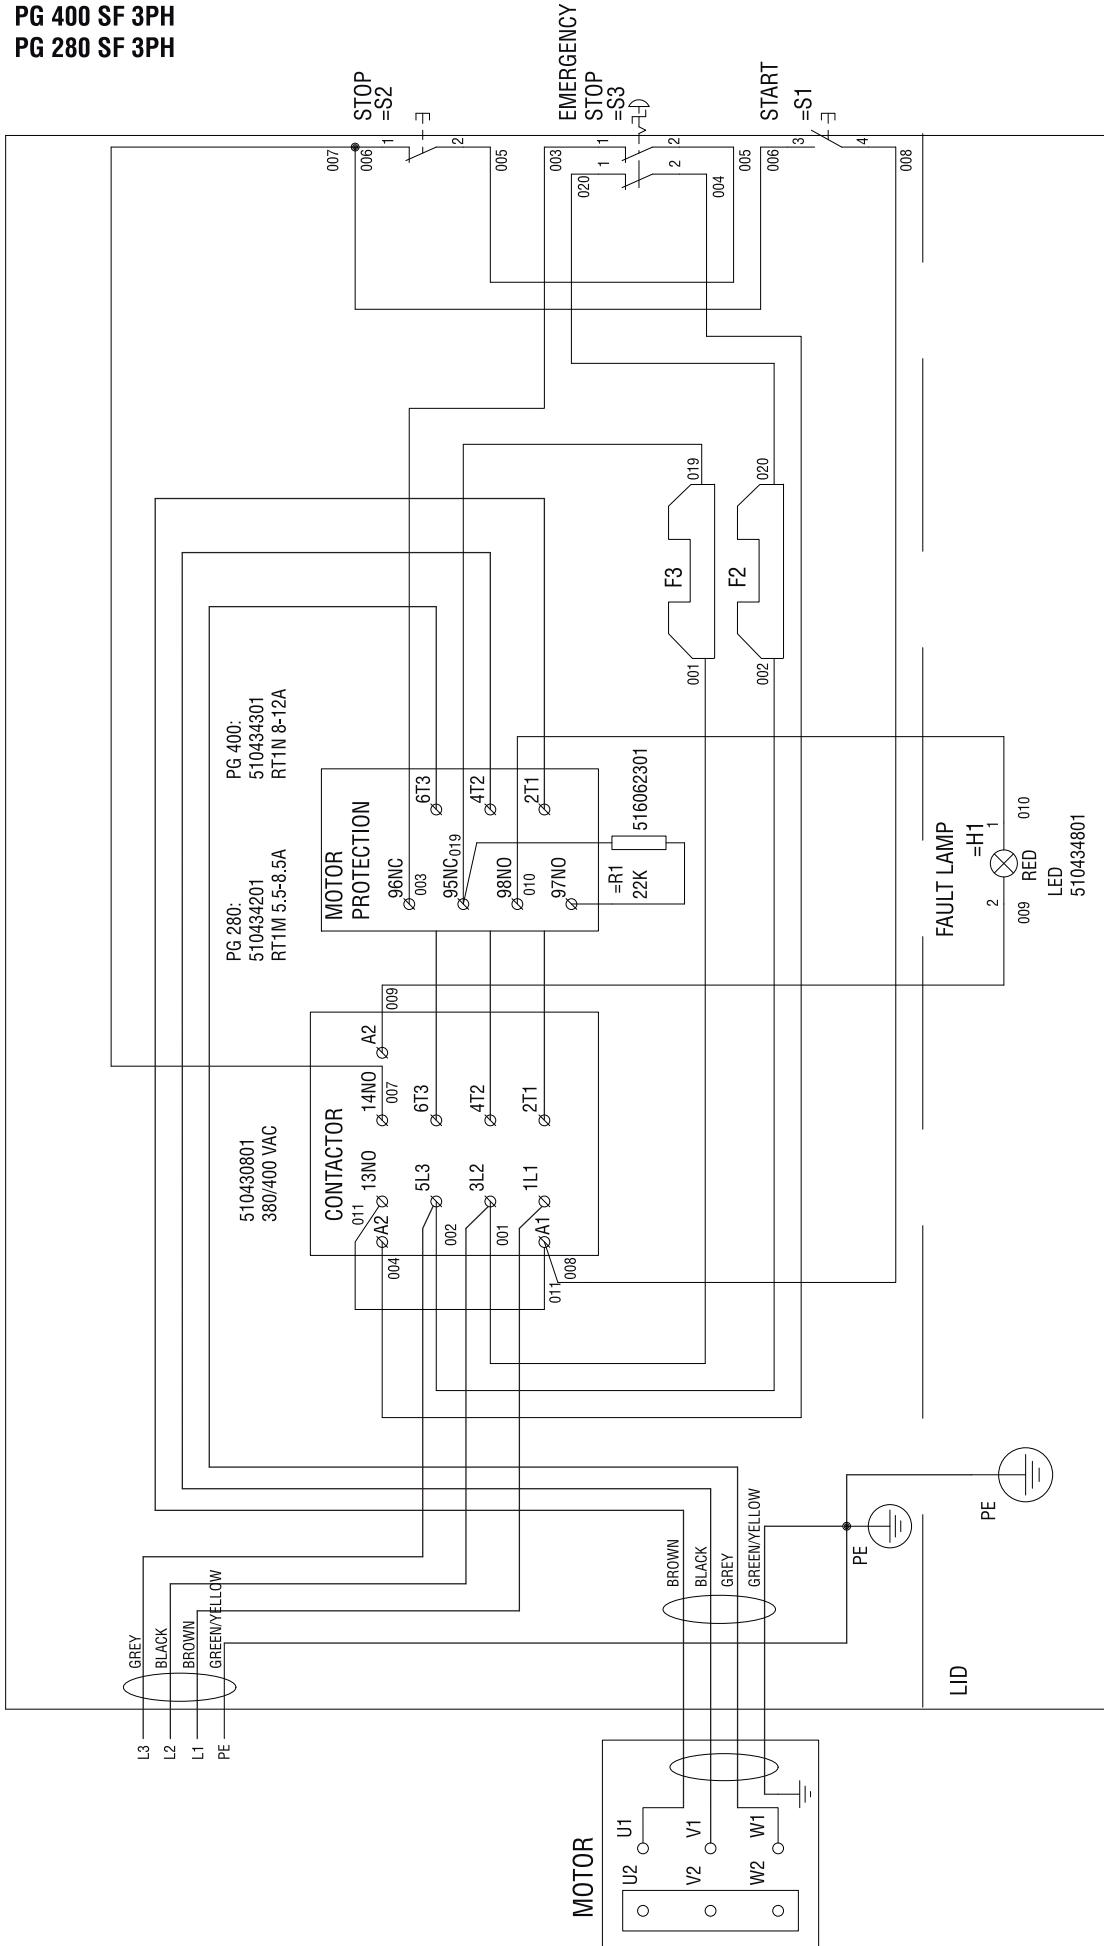 PG 400 SF 3PH
PG 280 SF 3PH
STOP
=S2
1
2
007
006
005
EMERGENCY
STOP
=S3
1
2
1
2
003
020
005
004
START
=S1
3
4
006
008
019
020
F3
F2
001
002
PG 400:
510434301
RT1N 8-12A
PG 280:
510434201
RT1M 5.5-8.5A
MOTOR
PROTECTION
6T3
4T2
2T1
96NC
003
95NC
019
98NO
010
97NO
=R1
22K
516062301
510430801
380/400 VAC
CONTACTOR
14NO
007
A2
009
6T3
4T2
2T1
13NO
011
A2
004
5L3
002
3L2
001
1L1
A1
008
011
FAULT LAMP
=H1
1
2
010
009
RED
LED
510434801
GREY
BLACK
BROWN
GREEN/YELLOW
L3
L2
L1
PE
BROWN
BLACK
GREY
GREEN/YELLOW
PE
PE
LID
MOTOR
U1
V1
W1
U2
V2
W2